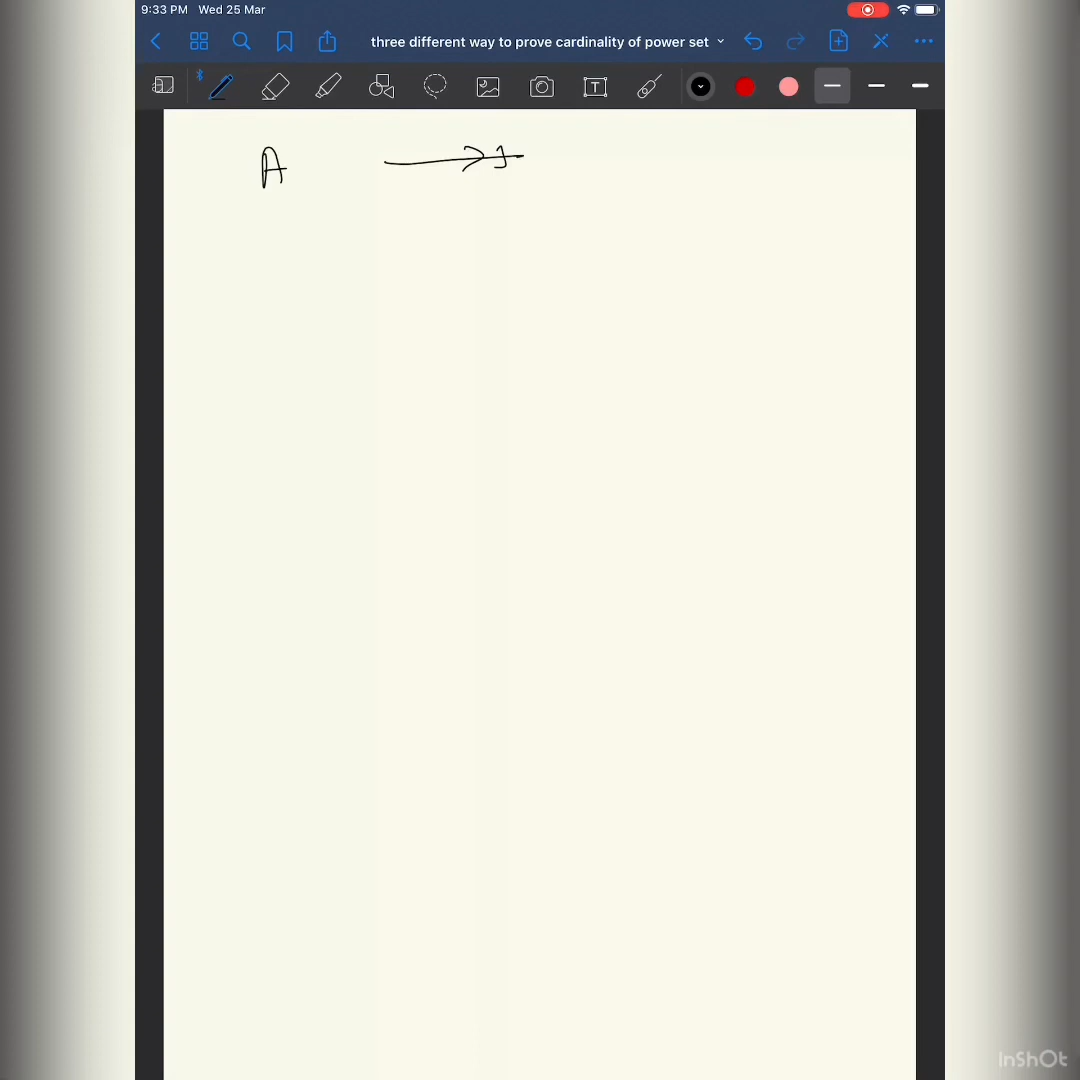 9:33 PM Wed 25 Mar
three different way to prove cardinality of power set
T
A
InShOt